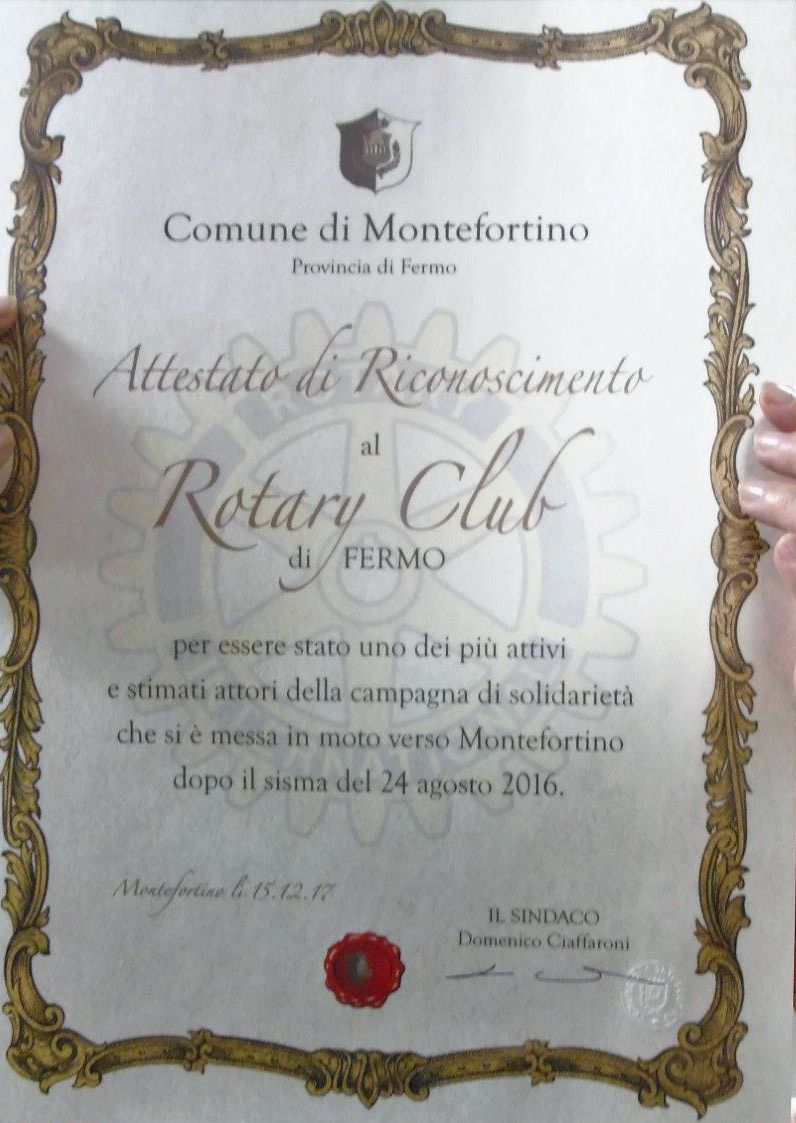 Comune di Montefortino
Provincia di Fermo
Attestato di Riconoscimento
al
Rotary Club
di FERMO
per essere stato uno dei più attivi
e stimati attori della campagna di solidarietà
che si è messa in moto verso Montefortino
dopo il sisma del 24 agosto 2016.
Montefortino li 15.12.17
IL SINDACO
Domenico Ciaffaroni